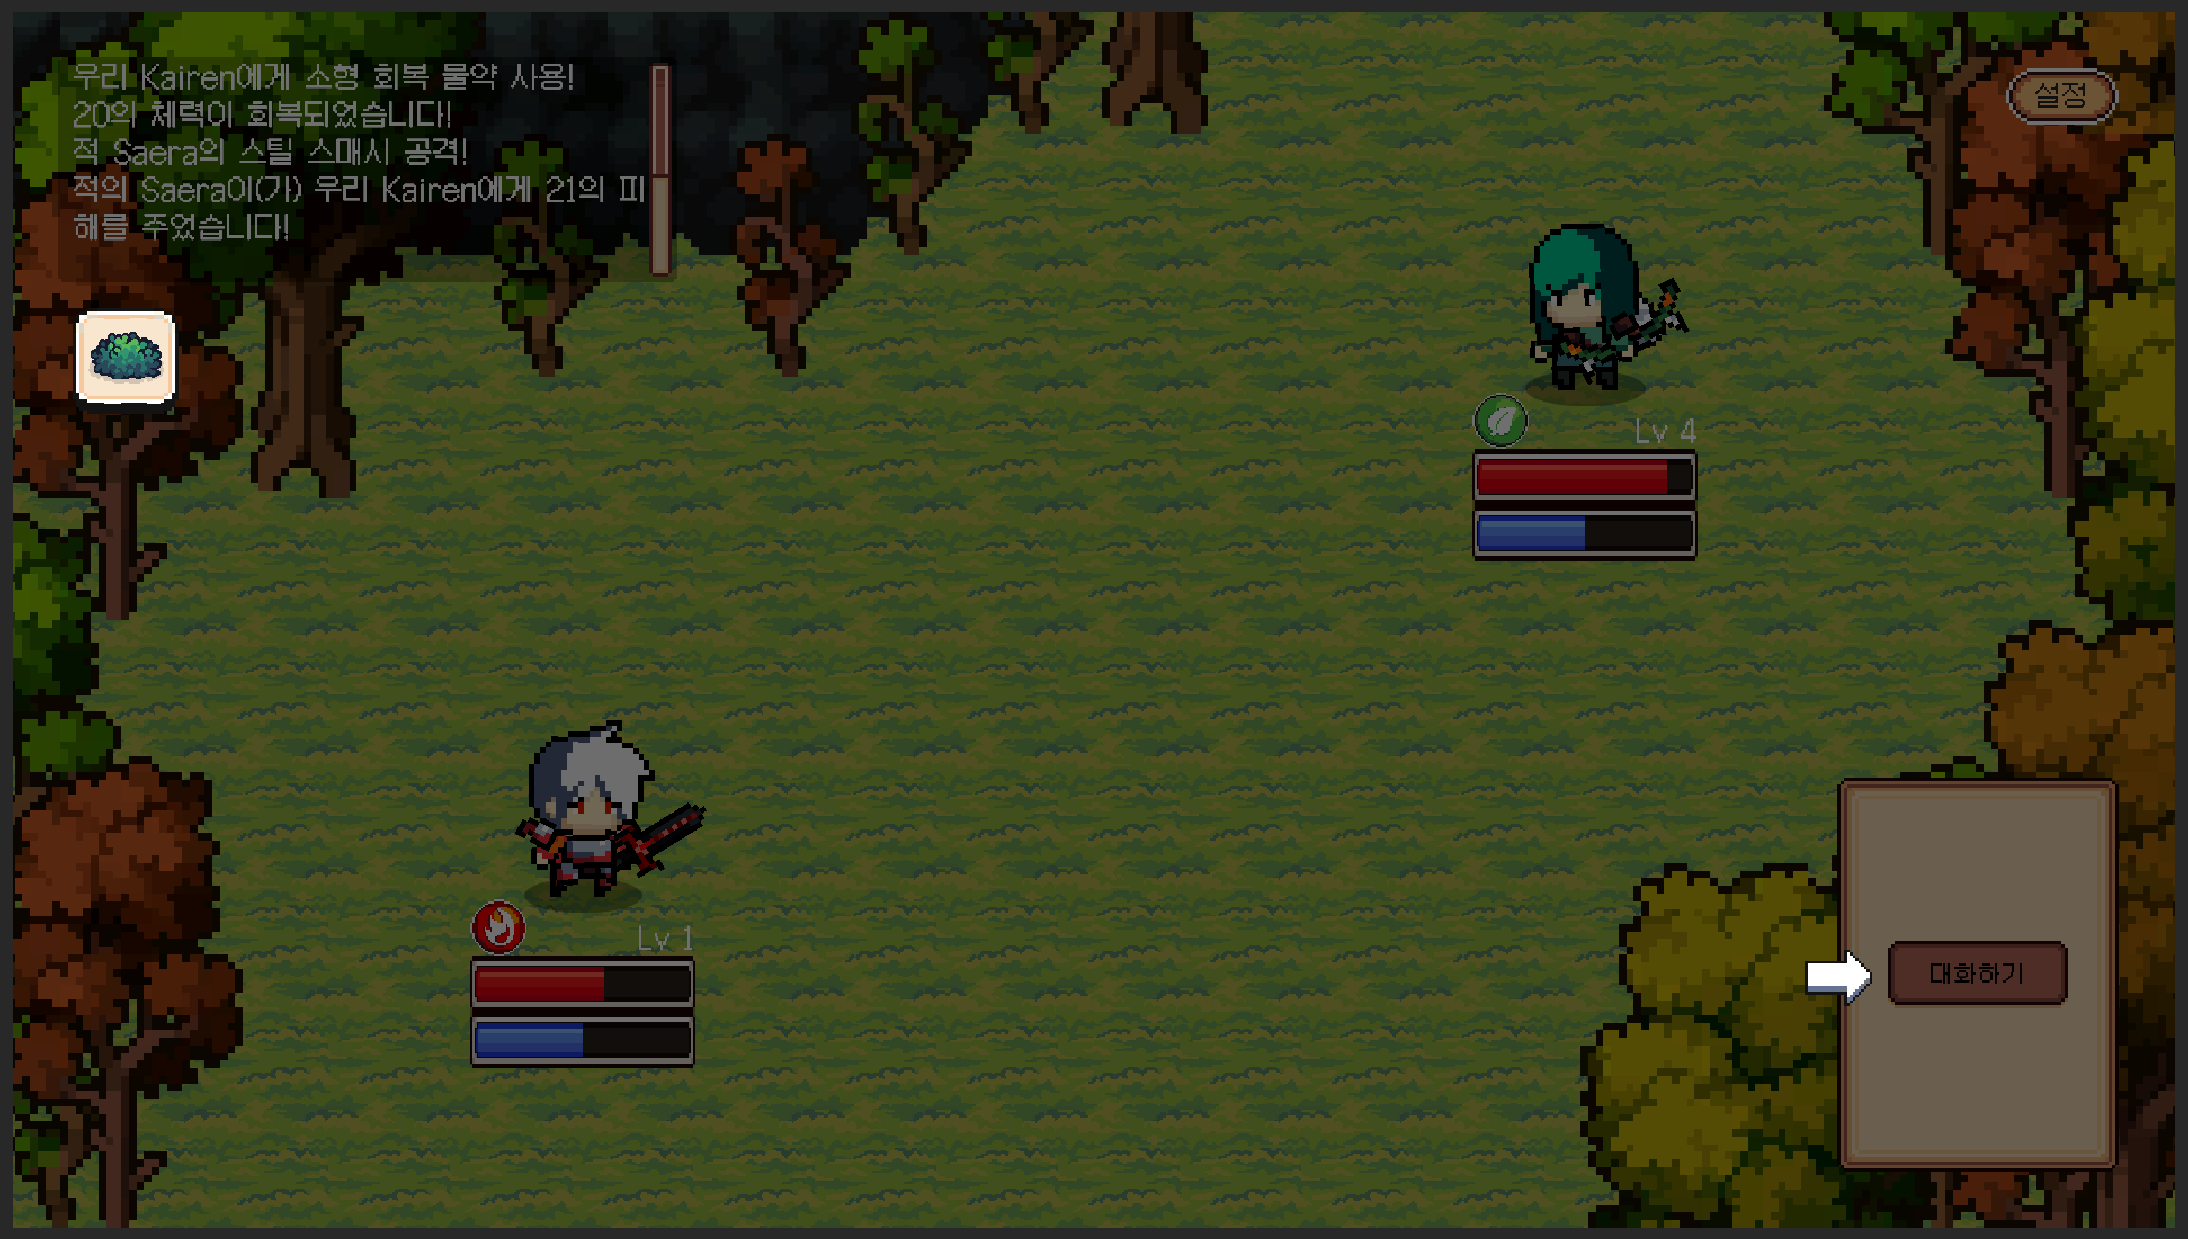 우리 Kairen에게 소형 회복 물약 사용!
20의 체력이 회복되었습니다!
적 Saera의 스틸 스매시 공격!
적의 Saera이(가) 우리 Kairen에게 21의 피
해를 주었습니다!
설정
Lv 4
Lv 1
대화하기